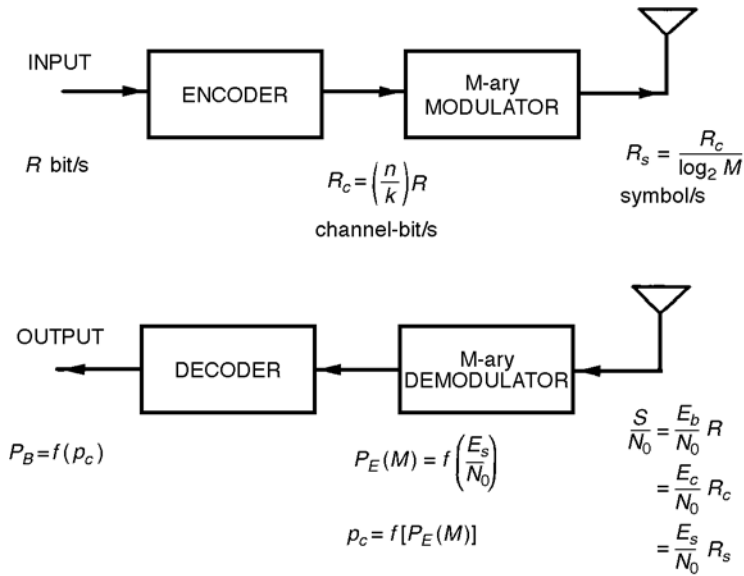 INPUT
ENCODER
M-ary
MODULATOR
R bit/s
R_c = (n/k) R
channel-bit/s
R_s = R_c / log_2 M
symbol/s
OUTPUT
DECODER
M-ary
DEMODULATOR
P_B = f(p_c)
P_E(M) = f(E_s/N_0)
p_c = f[P_E(M)]
S/N_0 = E_b/N_0 R
= E_c/N_0 R_c
= E_s/N_0 R_s